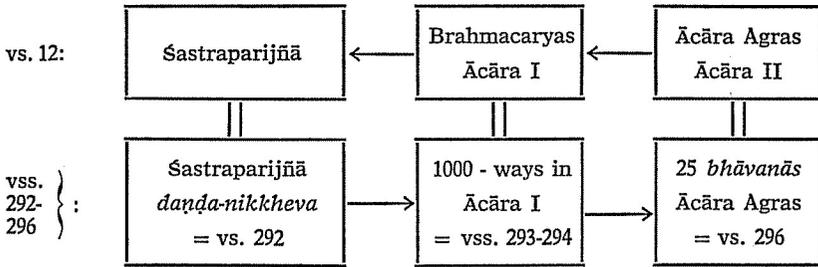 vs. 12:
Śastraparijñā
Brahmacaryas
Ācāra I
Ācāra Agras
Ācāra II
vss.
292-
296
:
Śastraparijñā
daṇḍa-nikkheva
= vs. 292
1000 - ways in
Ācāra I
= vss. 293-294
25 bhāvanās
Ācāra Agras
= vs. 296